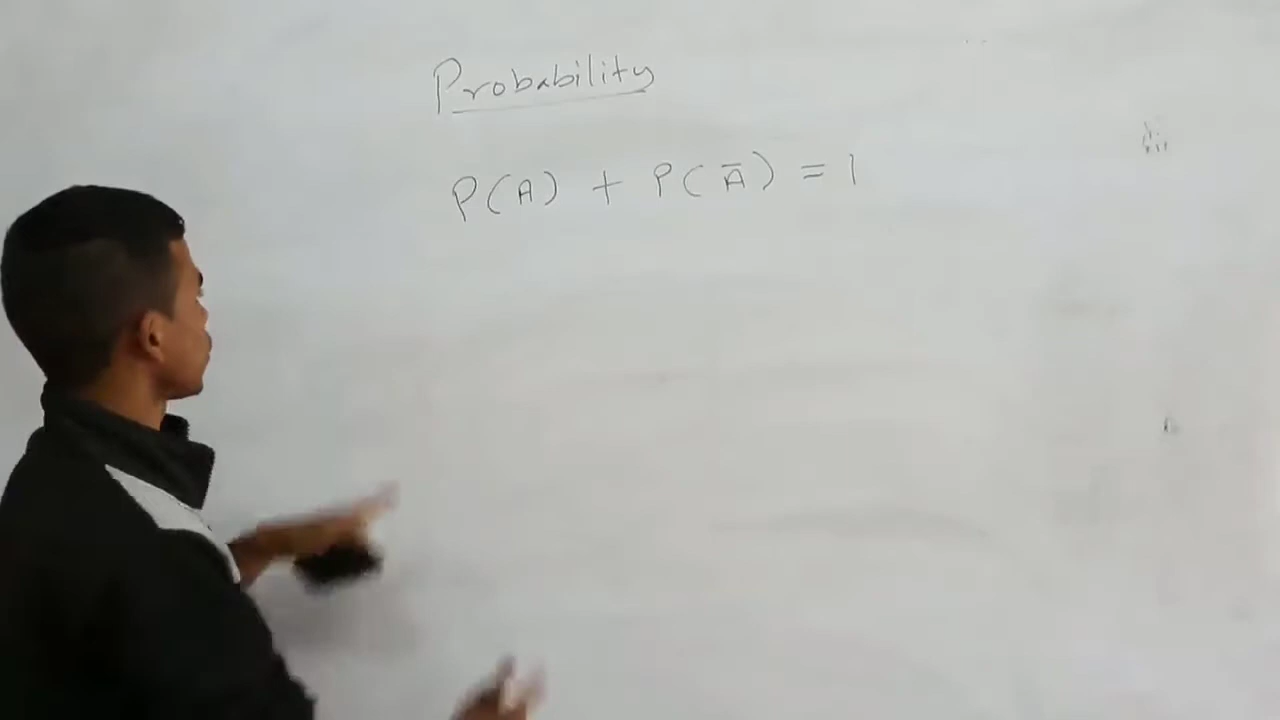 Probability
P(A) + P(Ā) = 1